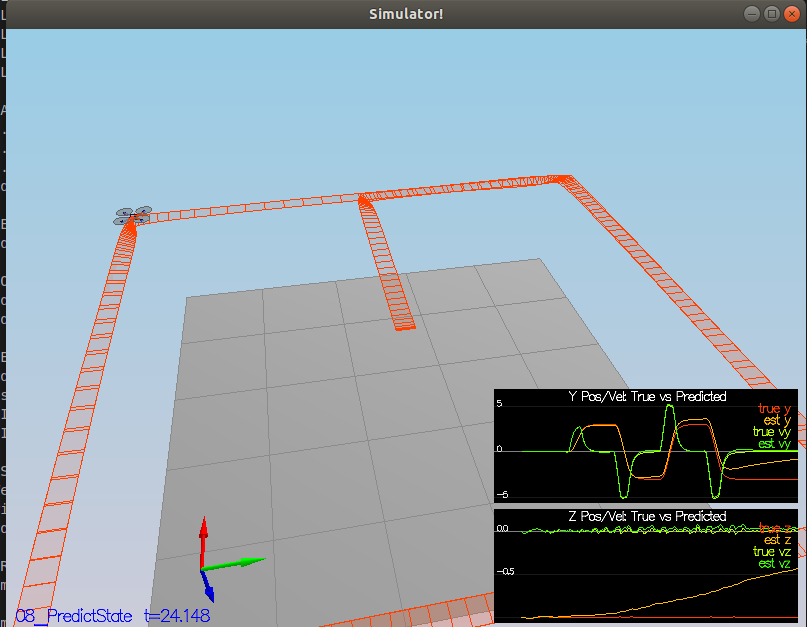 Simulator!
Y Pos/Vel: True vs Predicted
5
true y
est y
true vy
est vy
0
-5
Z Pos/Vel: True vs Predicted
0.0
true z
est z
true vz
est vz
-0.5
08_PredictState t=24.148